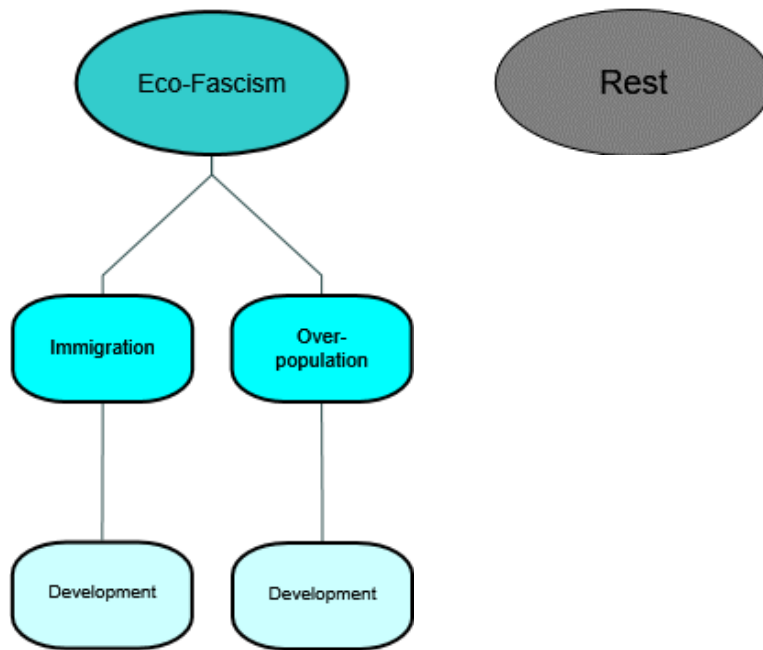 Eco-Fascism
Rest
Immigration
Over-
population
Development
Development